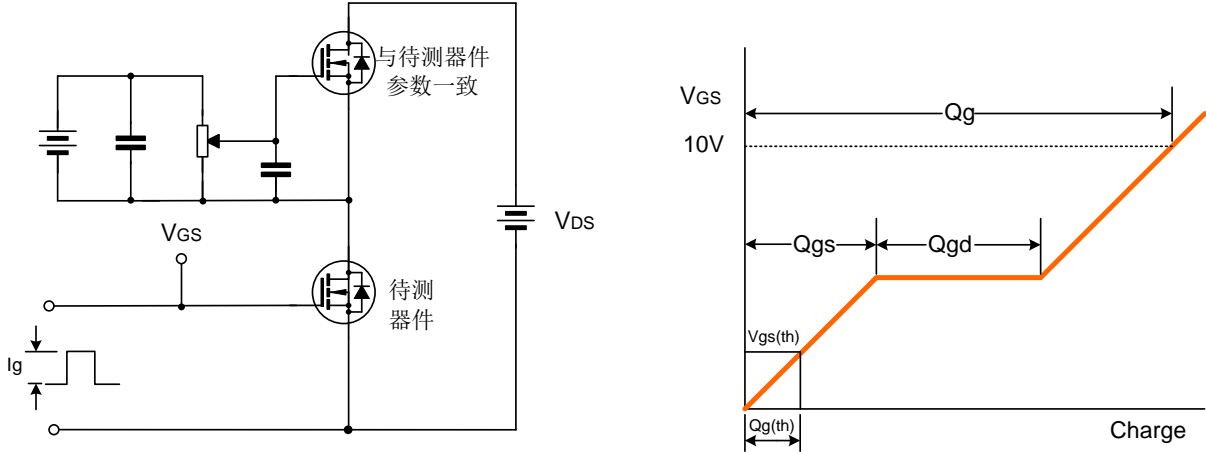 与待测器件
参数一致
VGS
VDS
待测
器件
Ig
VGS
10V
Qg
Qgs
Qgd
Vgs(th)
Qg(th)
Charge